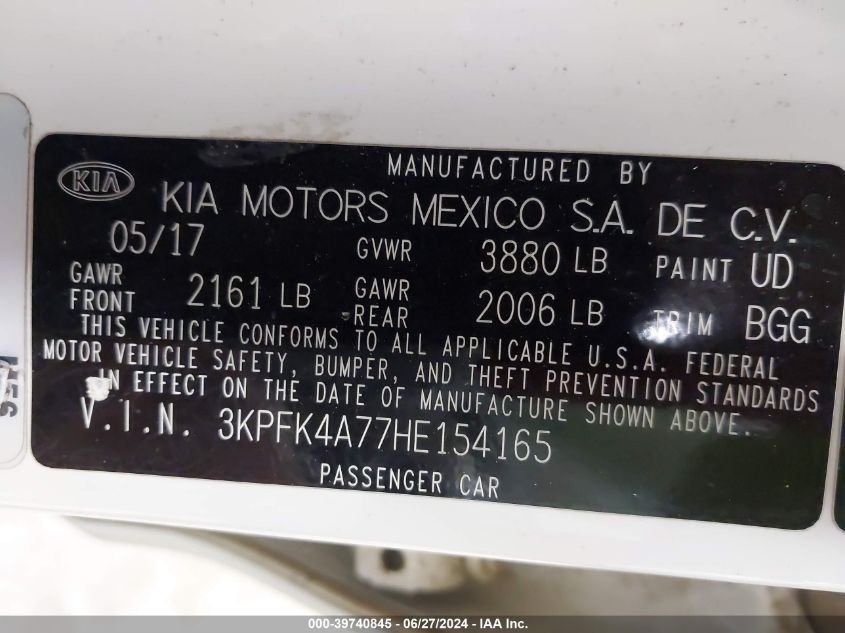 MANUFACTURED BY
KIA KIA MOTORS MEXICO S.A. DE C.V.
05/17 GVWR 3880 LB PAINT UD
GAWR FRONT 2161 LB GAWR REAR 2006 LB TRIM BGG
THIS VEHICLE CONFORMS TO ALL APPLICABLE U.S.A. FEDERAL
MOTOR VEHICLE SAFETY, BUMPER, AND THEFT PREVENTION STANDARDS
IN EFFECT ON THE DATE OF MANUFACTURE SHOWN ABOVE.
V.I.N. 3KPFK4A77HE154165
PASSENGER CAR
000-39740845 - 06/27/2024 - IAAI.com